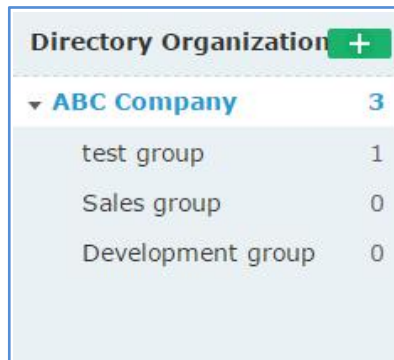 Directory Organization +
ABC Company 3
test group 1
Sales group 0
Development group 0